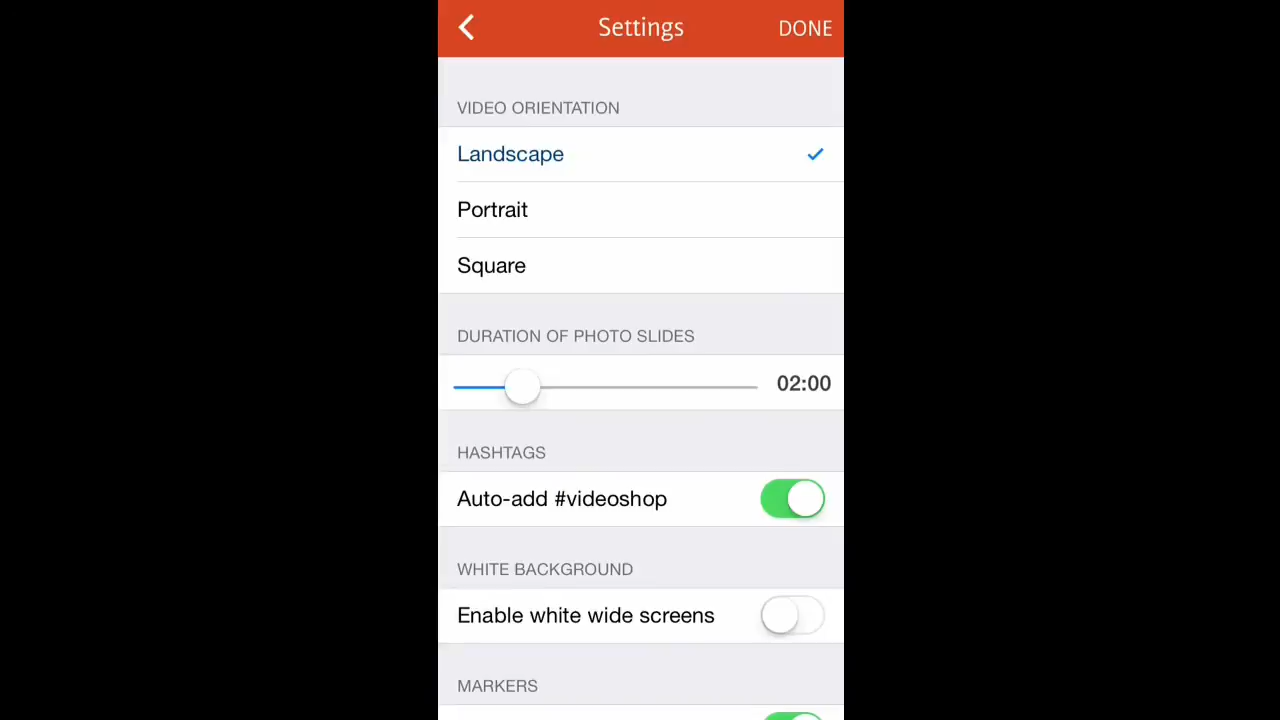 Settings
DONE
VIDEO ORIENTATION
Landscape
Portrait
Square
DURATION OF PHOTO SLIDES
02:00
HASHTAGS
Auto-add #videoshop
WHITE BACKGROUND
Enable white wide screens
MARKERS